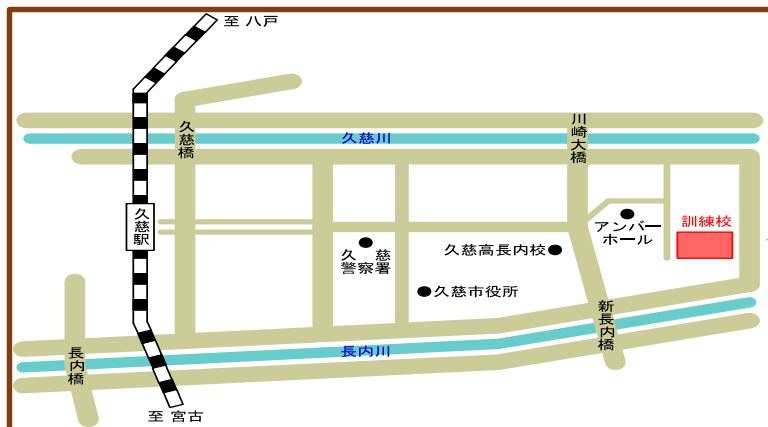 至 八戸
久慈橋
久慈川
川崎大橋
久慈駅
訓練校
アンバー
ホール
久慈高長内校
久 慈
警察署
久慈市役所
新長内橋
長内橋
長内川
至 宮古